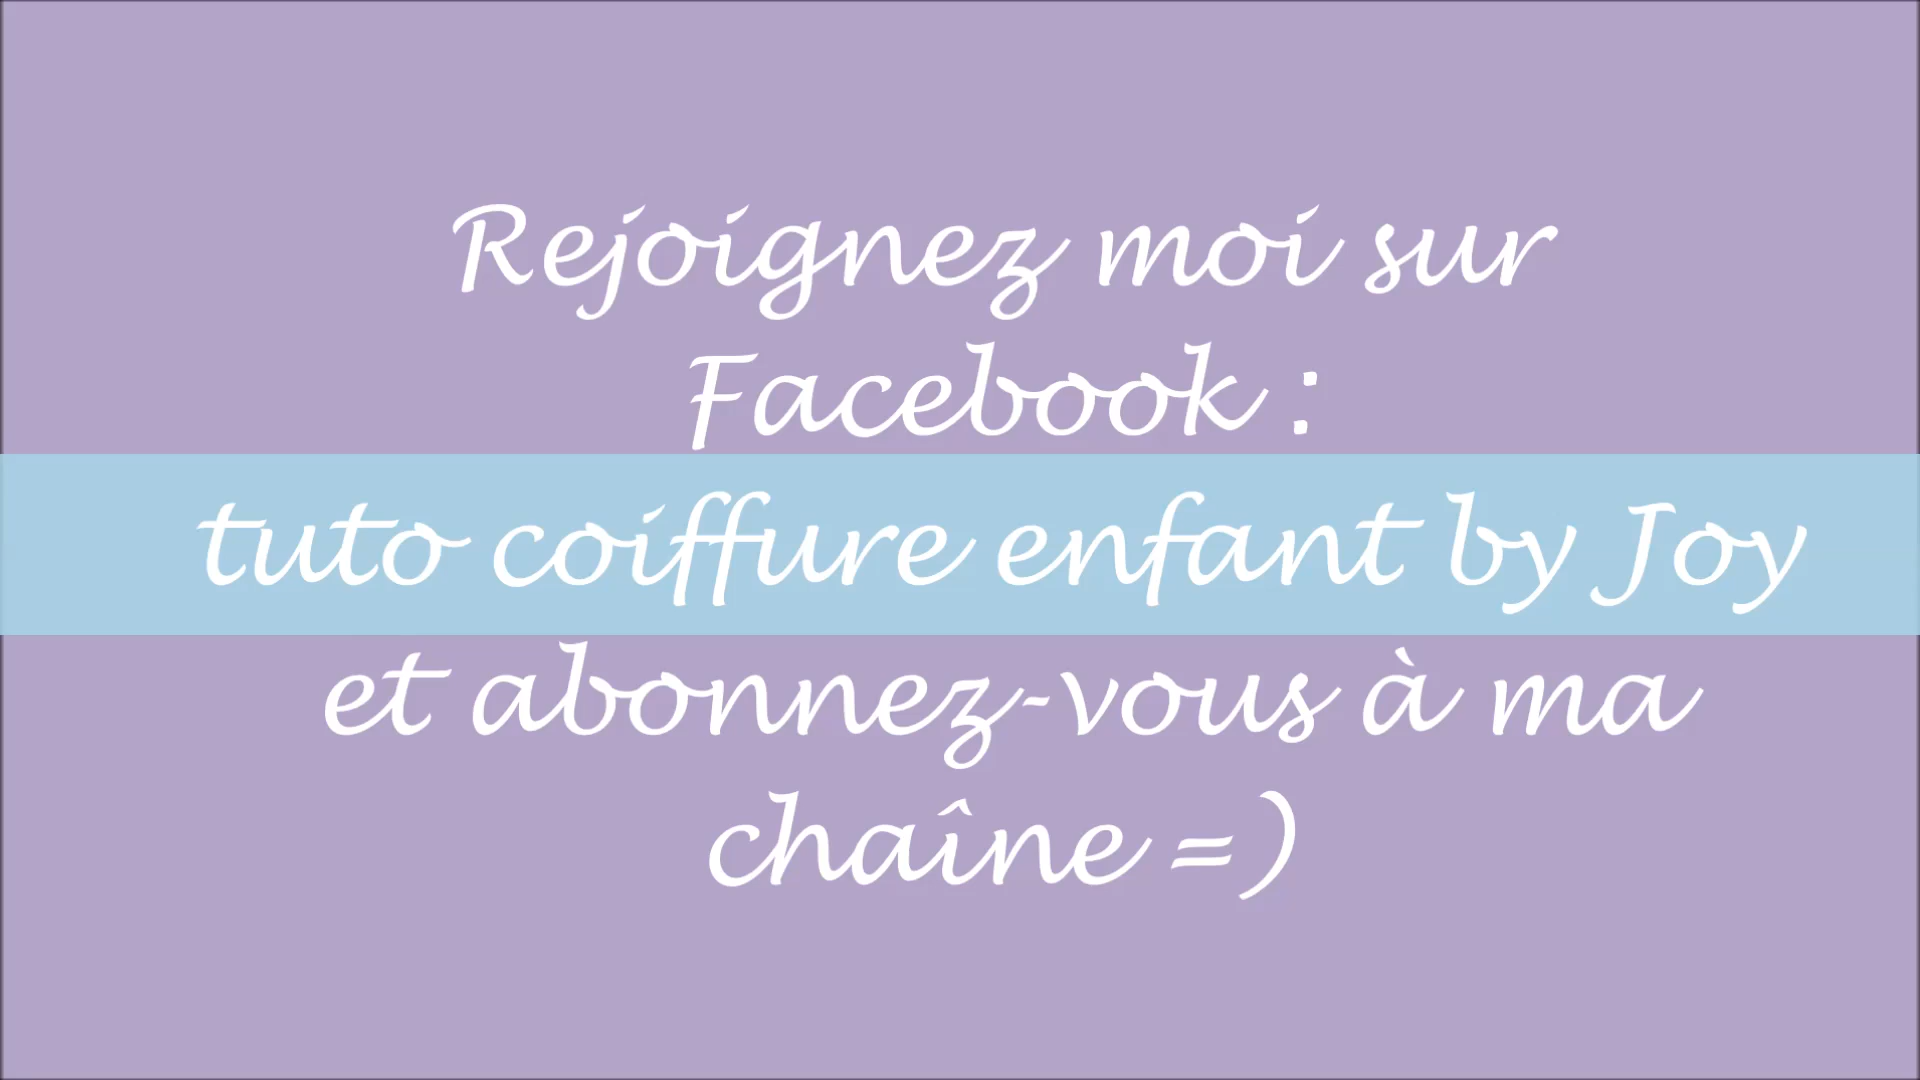 Rejoignez moi sur
Facebook :
tuto coiffure enfant by Joy
et abonnez-vous à ma
chaîne =)